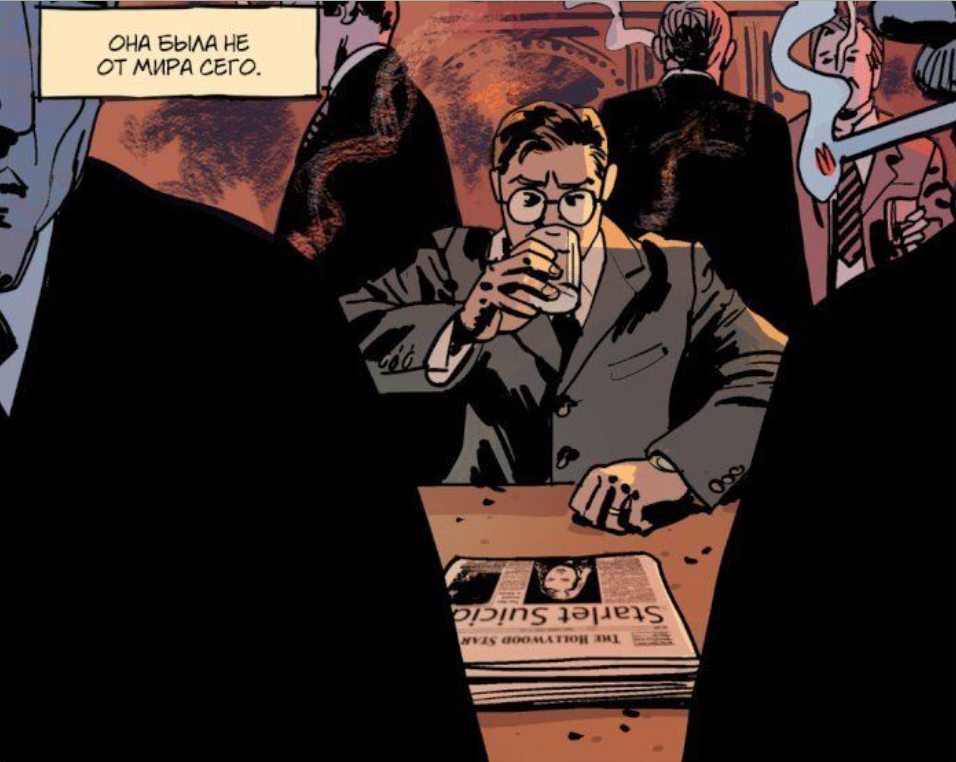 ОНА БЫЛА НЕ
ОТ МИРА СЕГО.
THE HOLLYWOOD STAR
Starlet Suicid